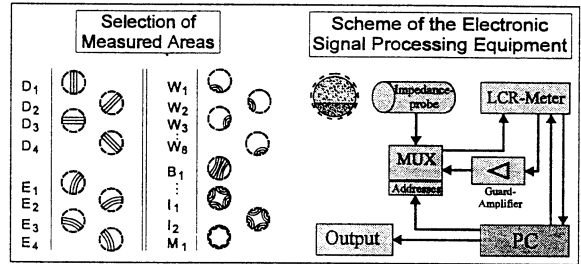 Selection of
Measured Areas
D1
D2
D3
D4
E1
E2
E3
E4
W1
W2
W3
⋮
W8
B1
⋮
I1
I2
M1
Scheme of the Electronic
Signal Processing Equipment
Impedance-
probe
LCR-Meter
MUX
Addresses
Guard-
Amplifier
Output
PC